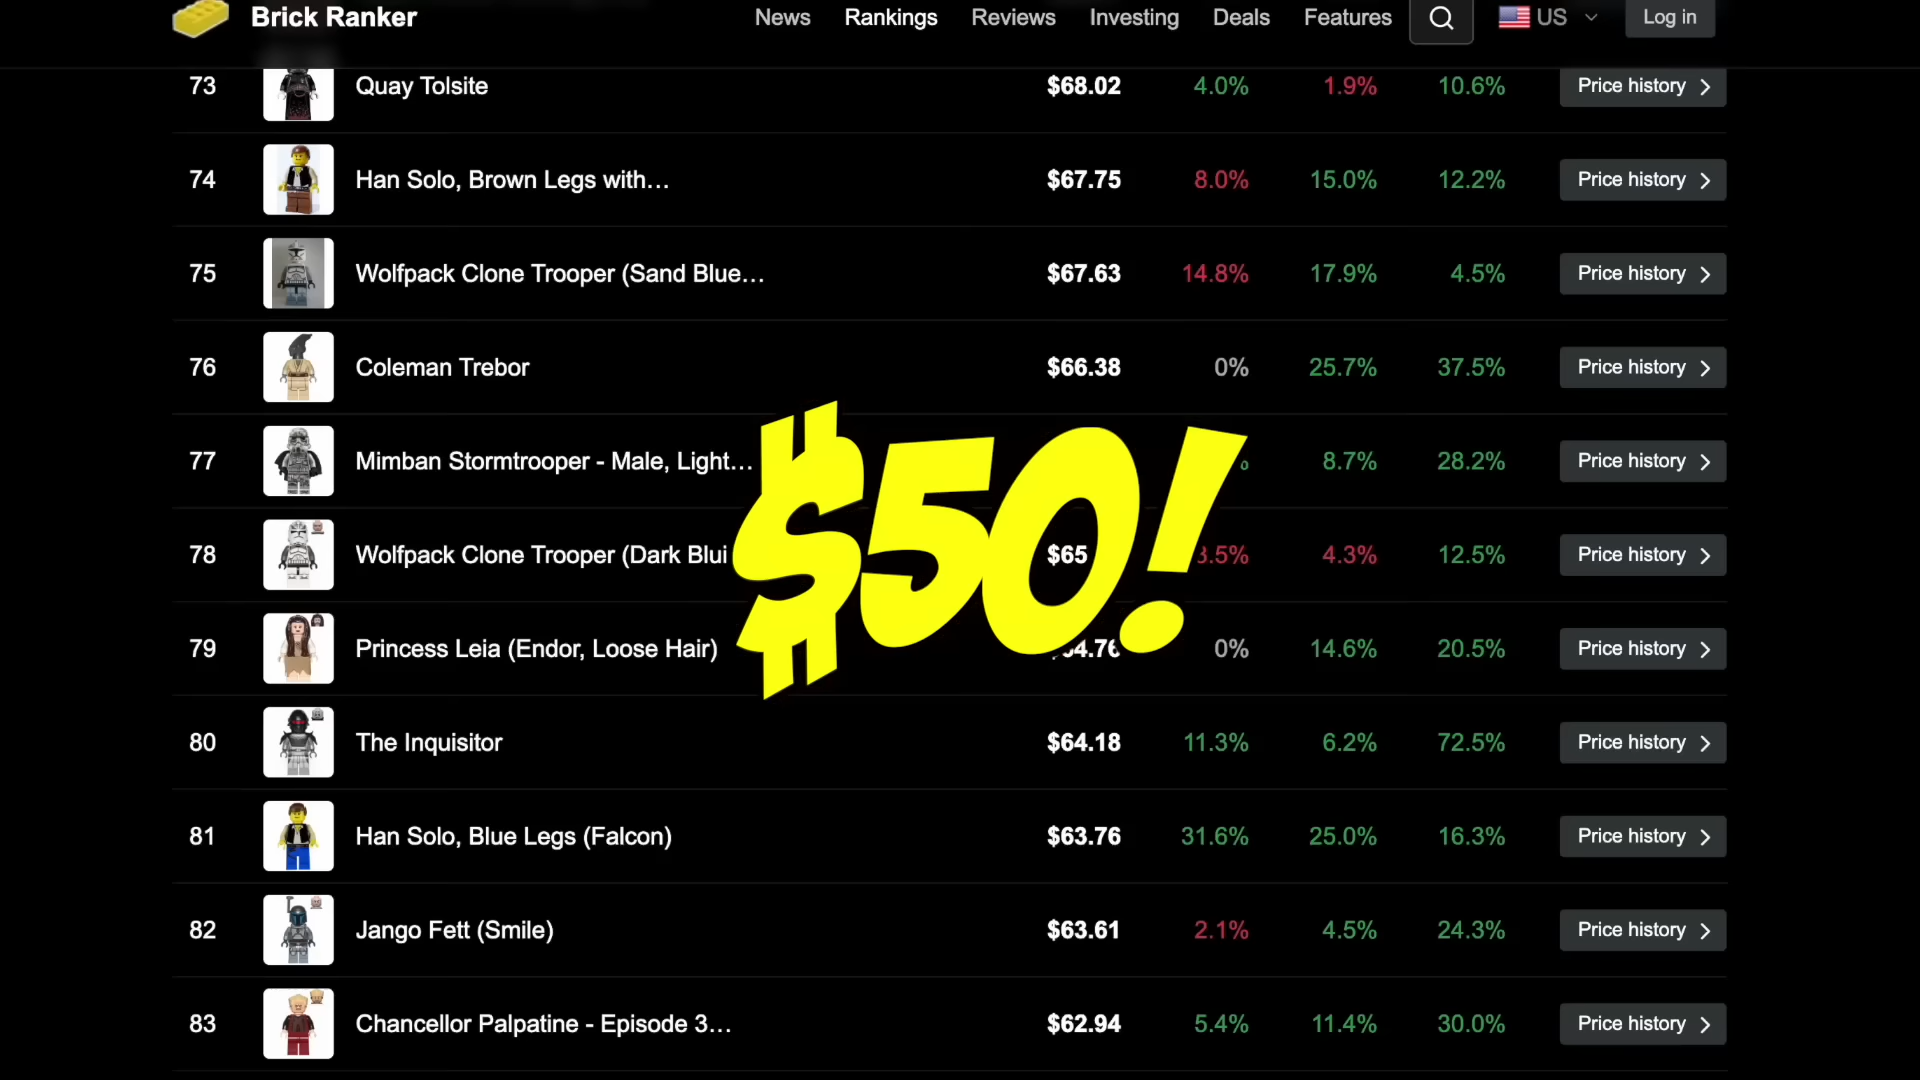 Brick Ranker News Rankings Reviews Investing Deals Features US Log in
73 Quay Tolsite $68.02 4.0% 1.9% 10.6% Price history
74 Han Solo, Brown Legs with... $67.75 8.0% 15.0% 12.2% Price history
75 Wolfpack Clone Trooper (Sand Blue... $67.63 14.8% 17.9% 4.5% Price history
76 Coleman Trebor $66.38 0% 25.7% 37.5% Price history
77 Mimban Stormtrooper - Male, Light... 8.7% 28.2% Price history
$50!
78 Wolfpack Clone Trooper (Dark Blui $65 4.3% 12.5% Price history
79 Princess Leia (Endor, Loose Hair) 0% 14.6% 20.5% Price history
80 The Inquisitor $64.18 11.3% 6.2% 72.5% Price history
81 Han Solo, Blue Legs (Falcon) $63.76 31.6% 25.0% 16.3% Price history
82 Jango Fett (Smile) $63.61 2.1% 4.5% 24.3% Price history
83 Chancellor Palpatine - Episode 3... $62.94 5.4% 11.4% 30.0% Price history